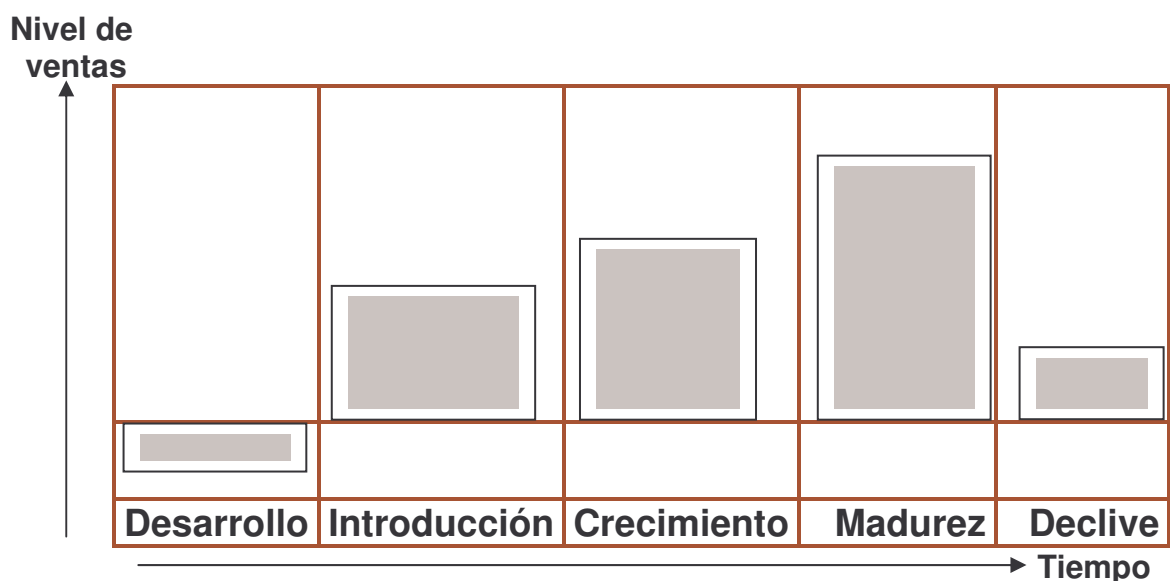 Nivel de
ventas
Desarrollo Introducción Crecimiento Madurez Declive
Tiempo